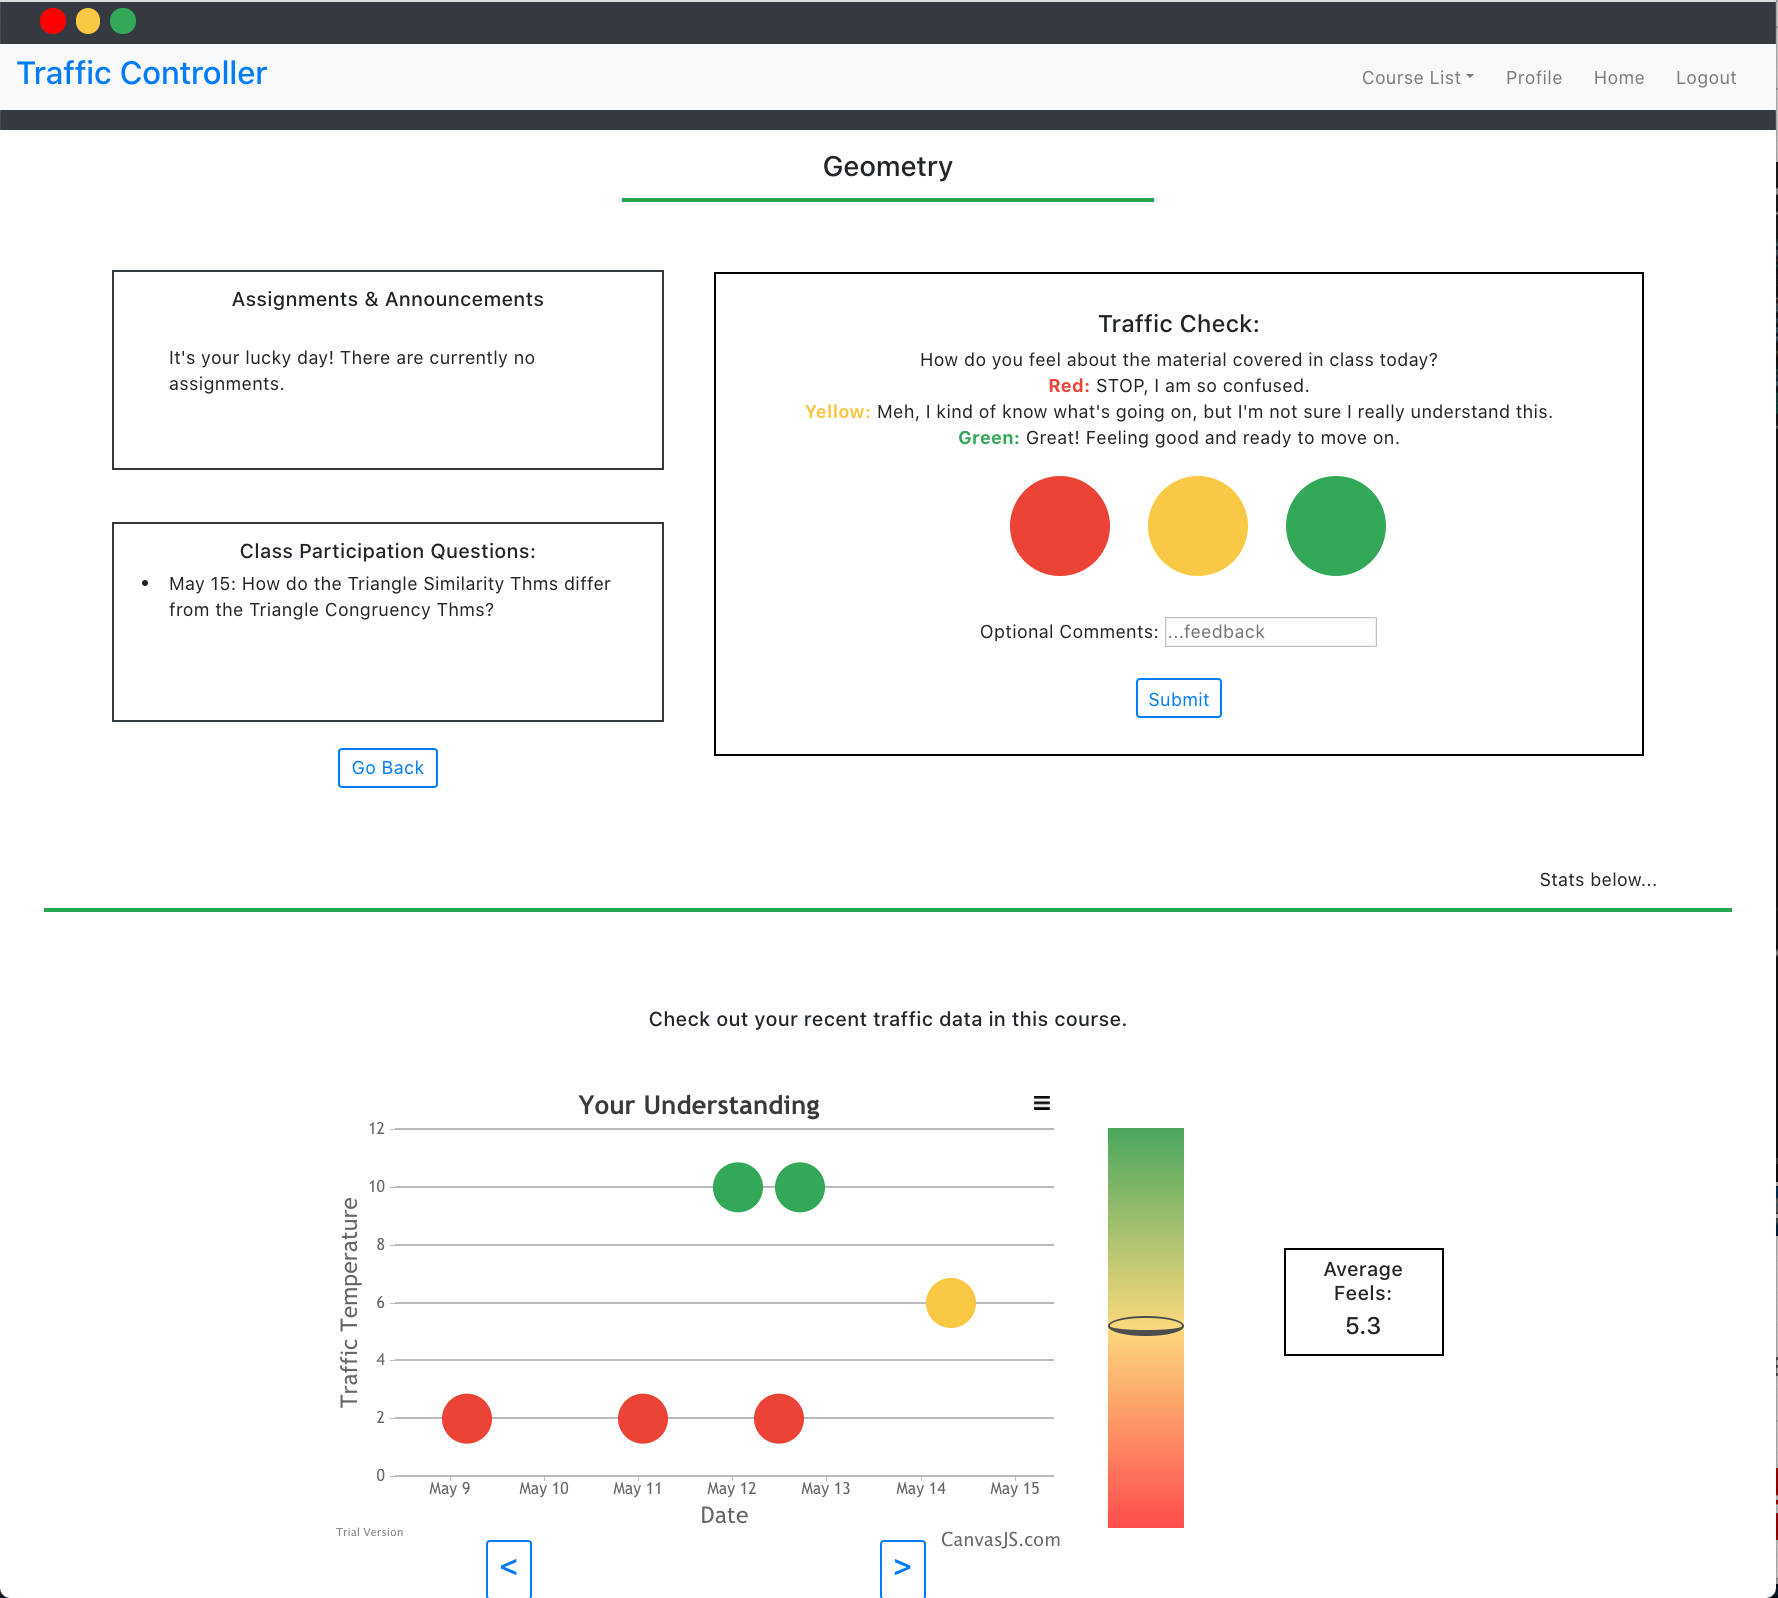 Traffic Controller
Course List
Profile
Home
Logout
Geometry
Assignments & Announcements
It's your lucky day! There are currently no
assignments.
Class Participation Questions:
• May 15: How do the Triangle Similarity Thms differ
from the Triangle Congruency Thms?
Go Back
Traffic Check:
How do you feel about the material covered in class today?
Red: STOP, I am so confused.
Yellow: Meh, I kind of know what's going on, but I'm not sure I really understand this.
Green: Great! Feeling good and ready to move on.
Optional Comments: ...feedback
Submit
Stats below...
Check out your recent traffic data in this course.
Your Understanding
Traffic Temperature
12
10
8
6
4
2
0
May 9
May 10
May 11
May 12
May 13
May 14
May 15
Date
Trial Version
CanvasJS.com
<
>
Average
Feels:
5.3